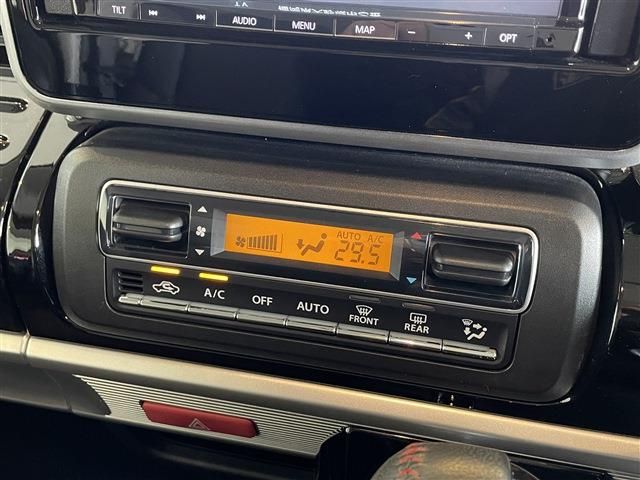 TILT AUDIO MENU MAP − + OPT
AUTO A/C
29.5
A/C OFF AUTO FRONT REAR